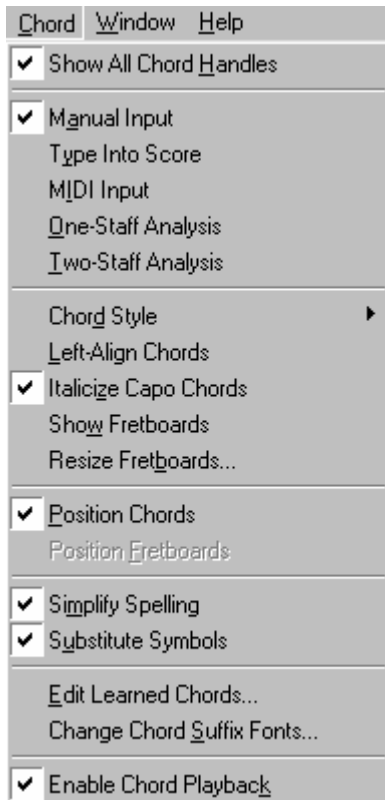 Chord Window Help
Show All Chord Handles
Manual Input
Type Into Score
MIDI Input
One-Staff Analysis
Two-Staff Analysis
Chord Style
Left-Align Chords
Italicize Capo Chords
Show Fretboards
Resize Fretboards...
Position Chords
Position Fretboards
Simplify Spelling
Substitute Symbols
Edit Learned Chords...
Change Chord Suffix Fonts...
Enable Chord Playback